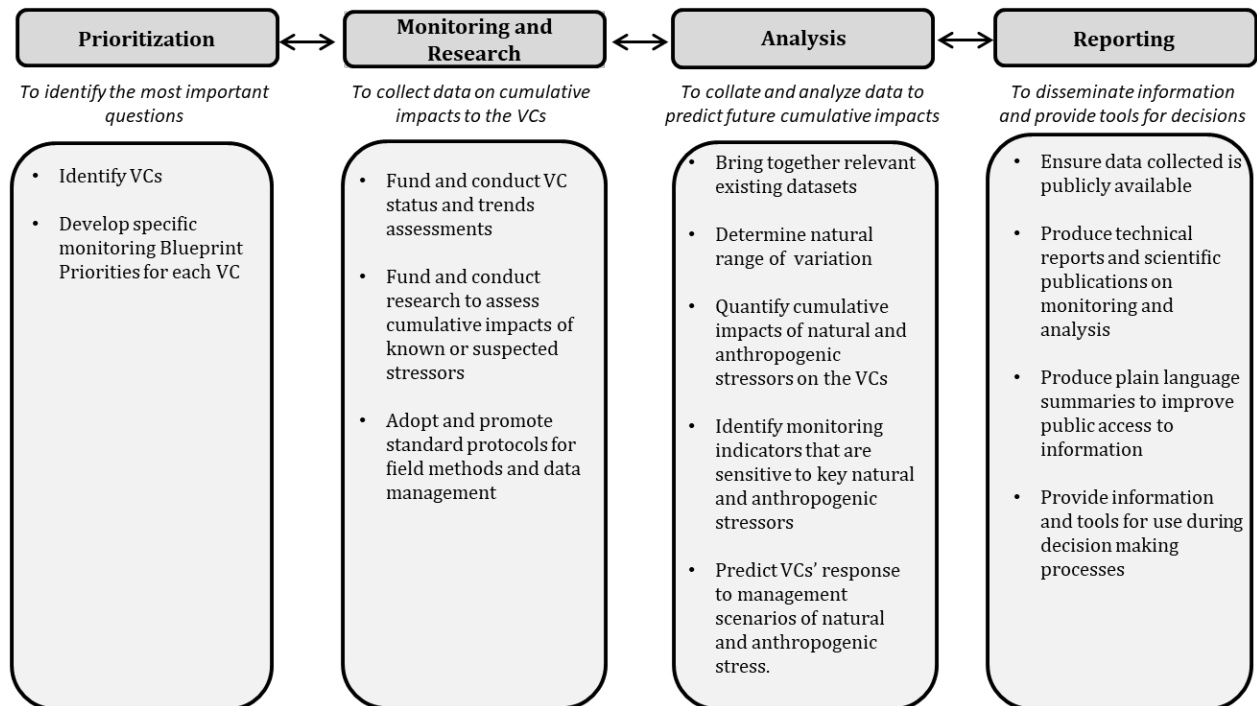 Prioritization
To identify the most important
questions
• Identify VCs
• Develop specific
monitoring Blueprint
Priorities for each VC
Monitoring and
Research
To collect data on cumulative
impacts to the VCs
• Fund and conduct VC
status and trends
assessments
• Fund and conduct
research to assess
cumulative impacts of
known or suspected
stressors
• Adopt and promote
standard protocols for
field methods and data
management
Analysis
To collate and analyze data to
predict future cumulative impacts
• Bring together relevant
existing datasets
• Determine natural
range of variation
• Quantify cumulative
impacts of natural and
anthropogenic
stressors on the VCs
• Identify monitoring
indicators that are
sensitive to key natural
and anthropogenic
stressors
• Predict VCs’ response
to management
scenarios of natural
and anthropogenic
stress.
Reporting
To disseminate information
and provide tools for decisions
• Ensure data collected is
publicly available
• Produce technical
reports and scientific
publications on
monitoring and
analysis
• Produce plain language
summaries to improve
public access to
information
• Provide information
and tools for use during
decision making
processes